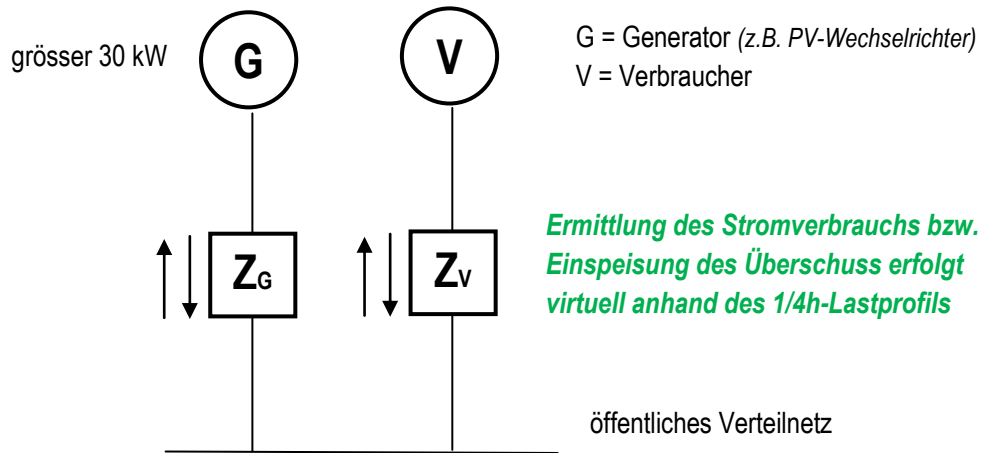 grösser 30 kW
G
V
G = Generator (z.B. PV-Wechselrichter)
V = Verbraucher
ZG
ZV
Ermittlung des Stromverbrauchs bzw.
Einspeisung des Überschuss erfolgt
virtuell anhand des 1/4h-Lastprofils
öffentliches Verteilnetz